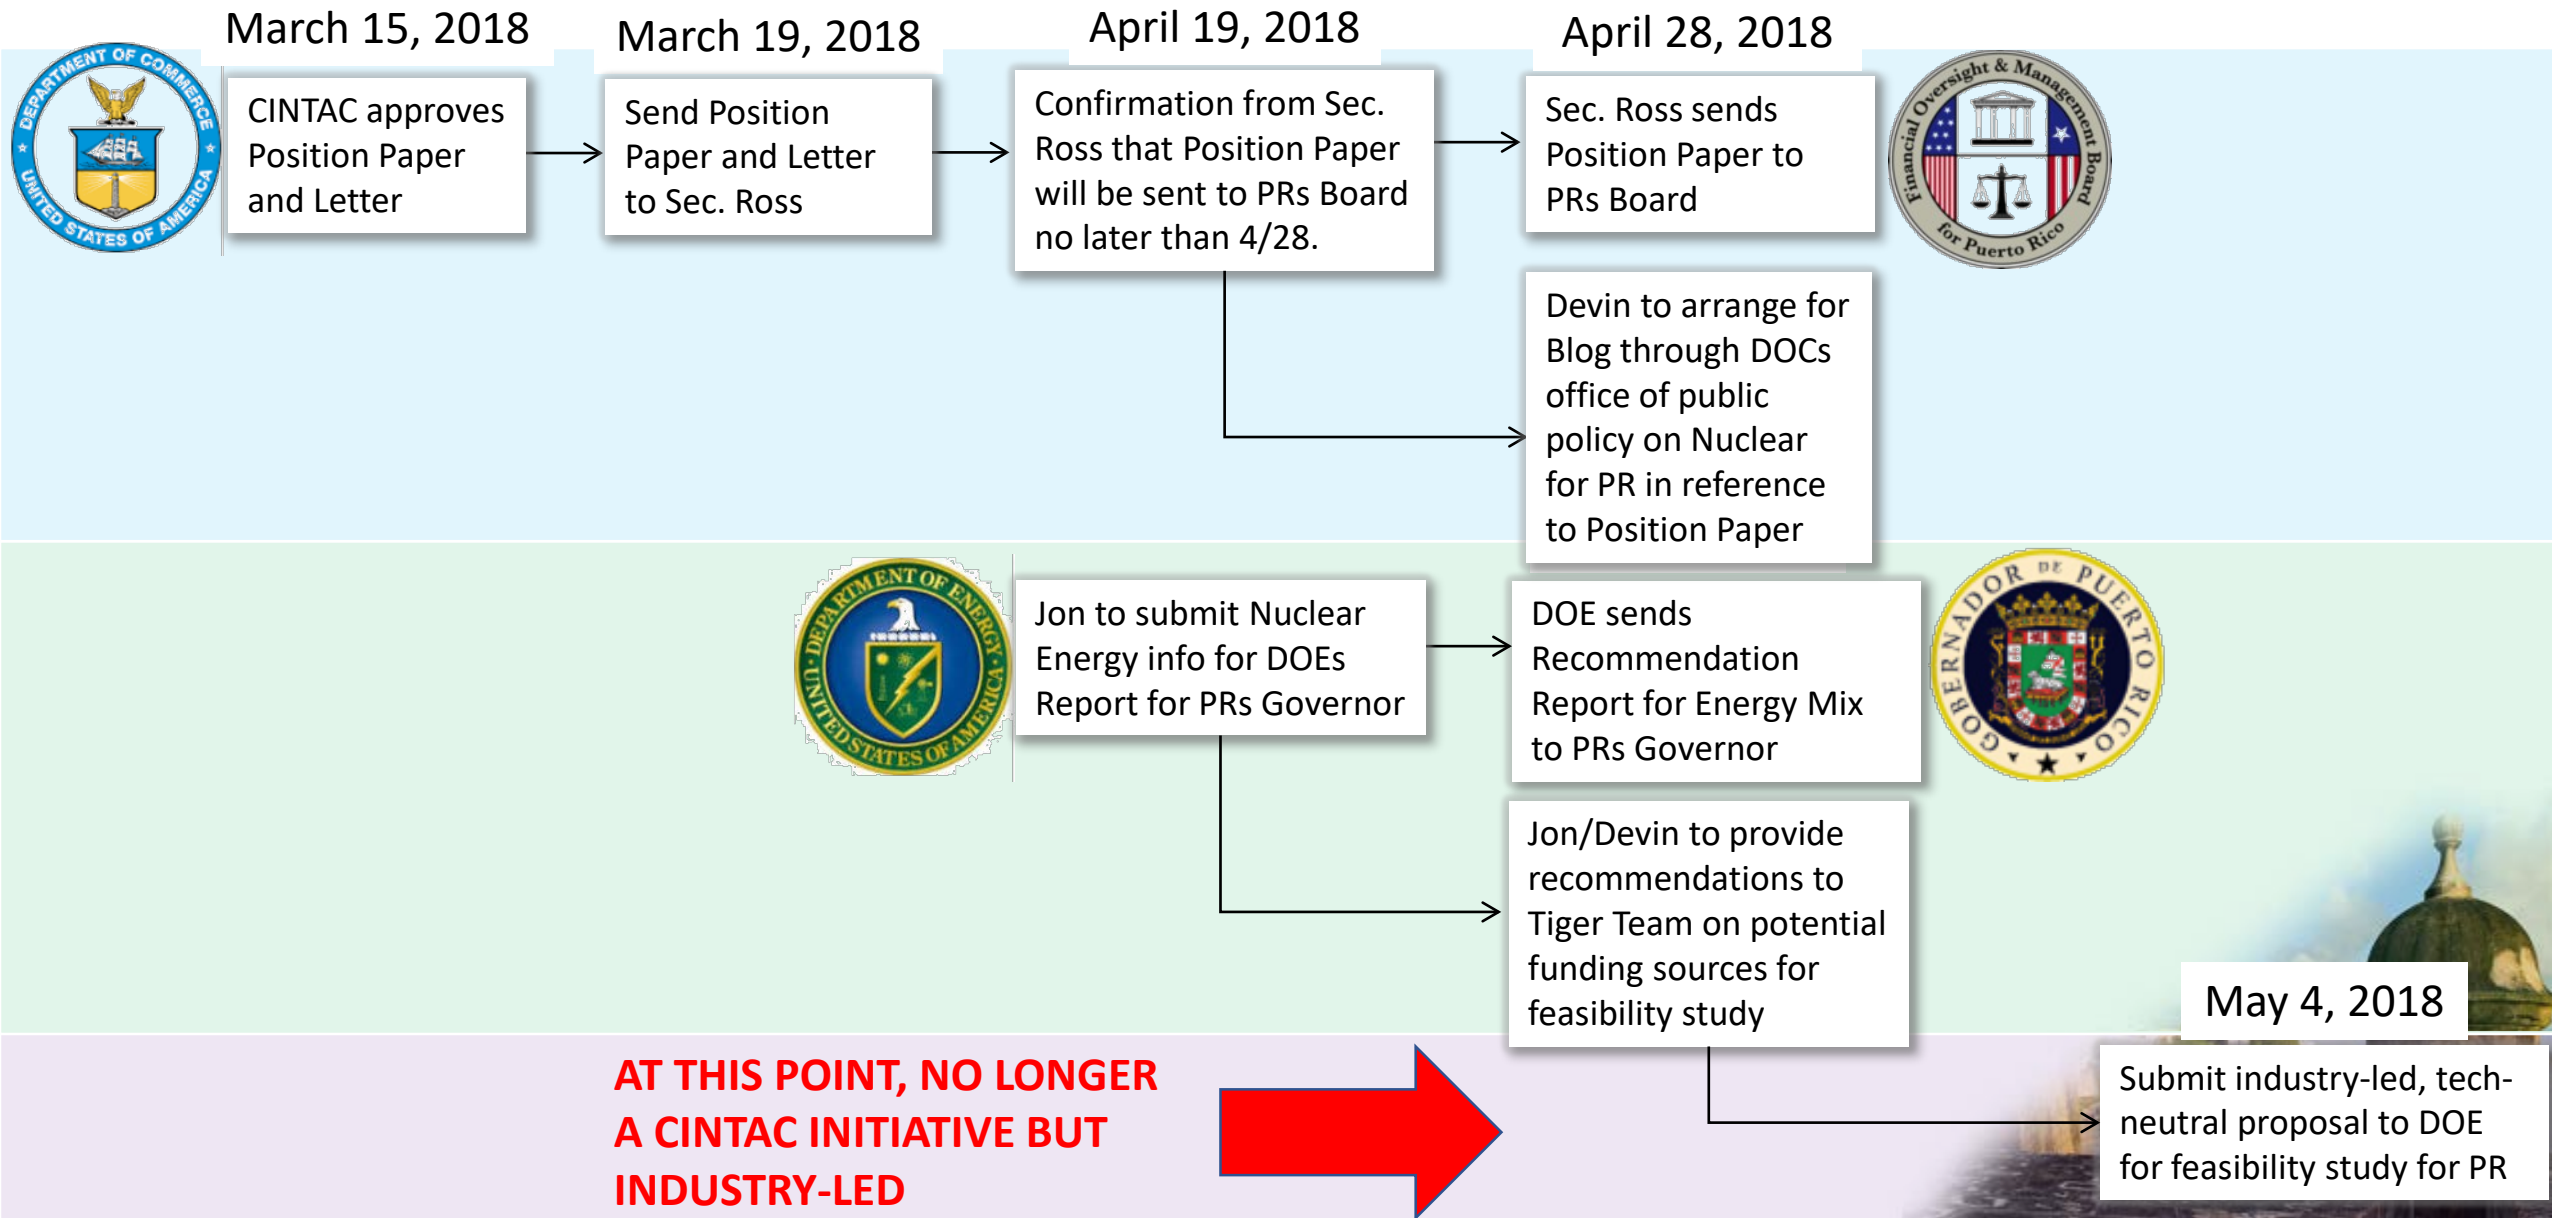 March 15, 2018
March 19, 2018
April 19, 2018
April 28, 2018
DEPARTMENT OF COMMERCE
UNITED STATES OF AMERICA
CINTAC approves
Position Paper
and Letter
Send Position
Paper and Letter
to Sec. Ross
Confirmation from Sec.
Ross that Position Paper
will be sent to PRs Board
no later than 4/28.
Sec. Ross sends
Position Paper to
PRs Board
Financial Oversight & Management Board
for Puerto Rico
Devin to arrange for
Blog through DOCs
office of public
policy on Nuclear
for PR in reference
to Position Paper
DEPARTMENT OF ENERGY
UNITED STATES OF AMERICA
Jon to submit Nuclear
Energy info for DOEs
Report for PRs Governor
DOE sends
Recommendation
Report for Energy Mix
to PRs Governor
GOBERNADOR DE PUERTO RICO
Jon/Devin to provide
recommendations to
Tiger Team on potential
funding sources for
feasibility study
May 4, 2018
AT THIS POINT, NO LONGER
A CINTAC INITIATIVE BUT
INDUSTRY-LED
Submit industry-led, tech-
neutral proposal to DOE
for feasibility study for PR